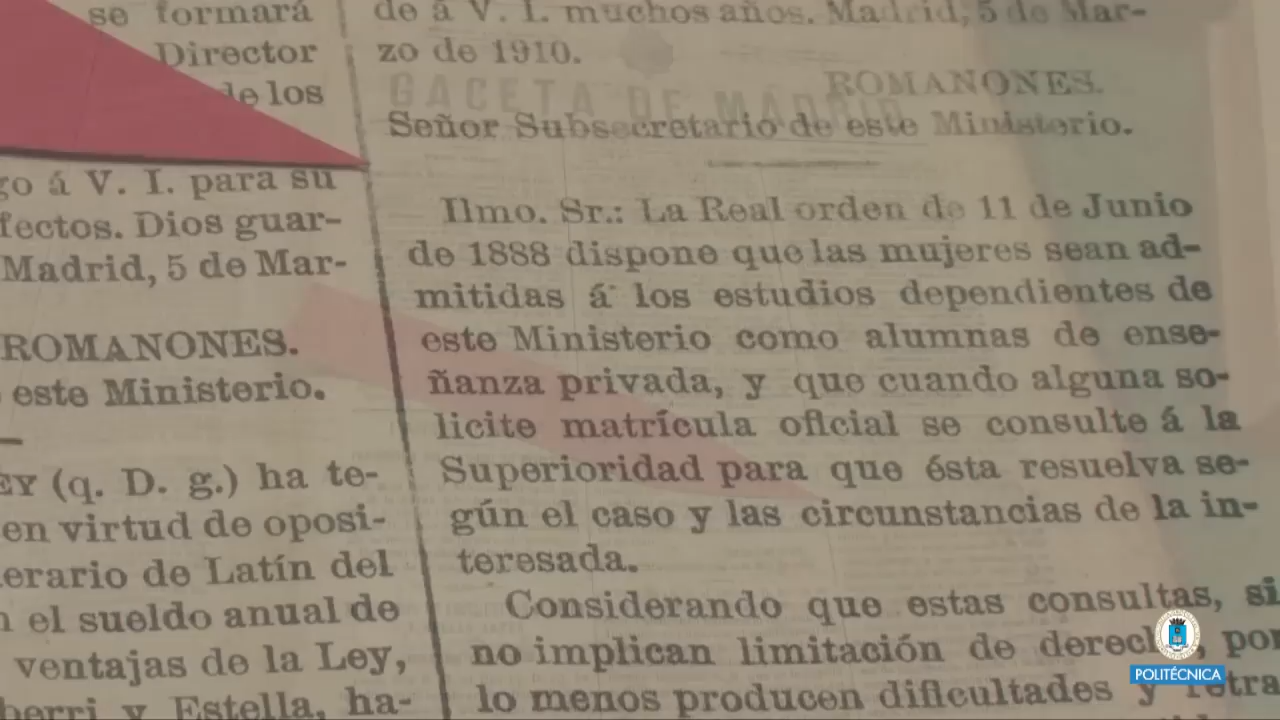 se formará
Director
de los
go á V. I. para su
fectos. Dios guar-
Madrid, 5 de Mar-
ROMANONES.
este Ministerio.
EY (q. D. g.) ha te-
en virtud de oposi-
erario de Latín del
n el sueldo anual de
ventajas de la Ley,
berri y Estella, ha-
de á V. I. muchos años. Madrid, 5 de Mar-
zo de 1910.
ROMANONES.
GACETA DE MADRID
Señor Subsecretario de este Ministerio.
Ilmo. Sr.: La Real orden de 11 de Junio
de 1888 dispone que las mujeres sean ad-
mitidas á los estudios dependientes de
este Ministerio como alumnas de ense-
ñanza privada, y que cuando alguna so-
licite matrícula oficial se consulte á la
Superioridad para que ésta resuelva se-
gún el caso y las circunstancias de la in-
teresada.
Considerando que estas consultas, si
no implican limitación de derecho, por
lo menos producen dificultades y retra
POLITÉCNICA